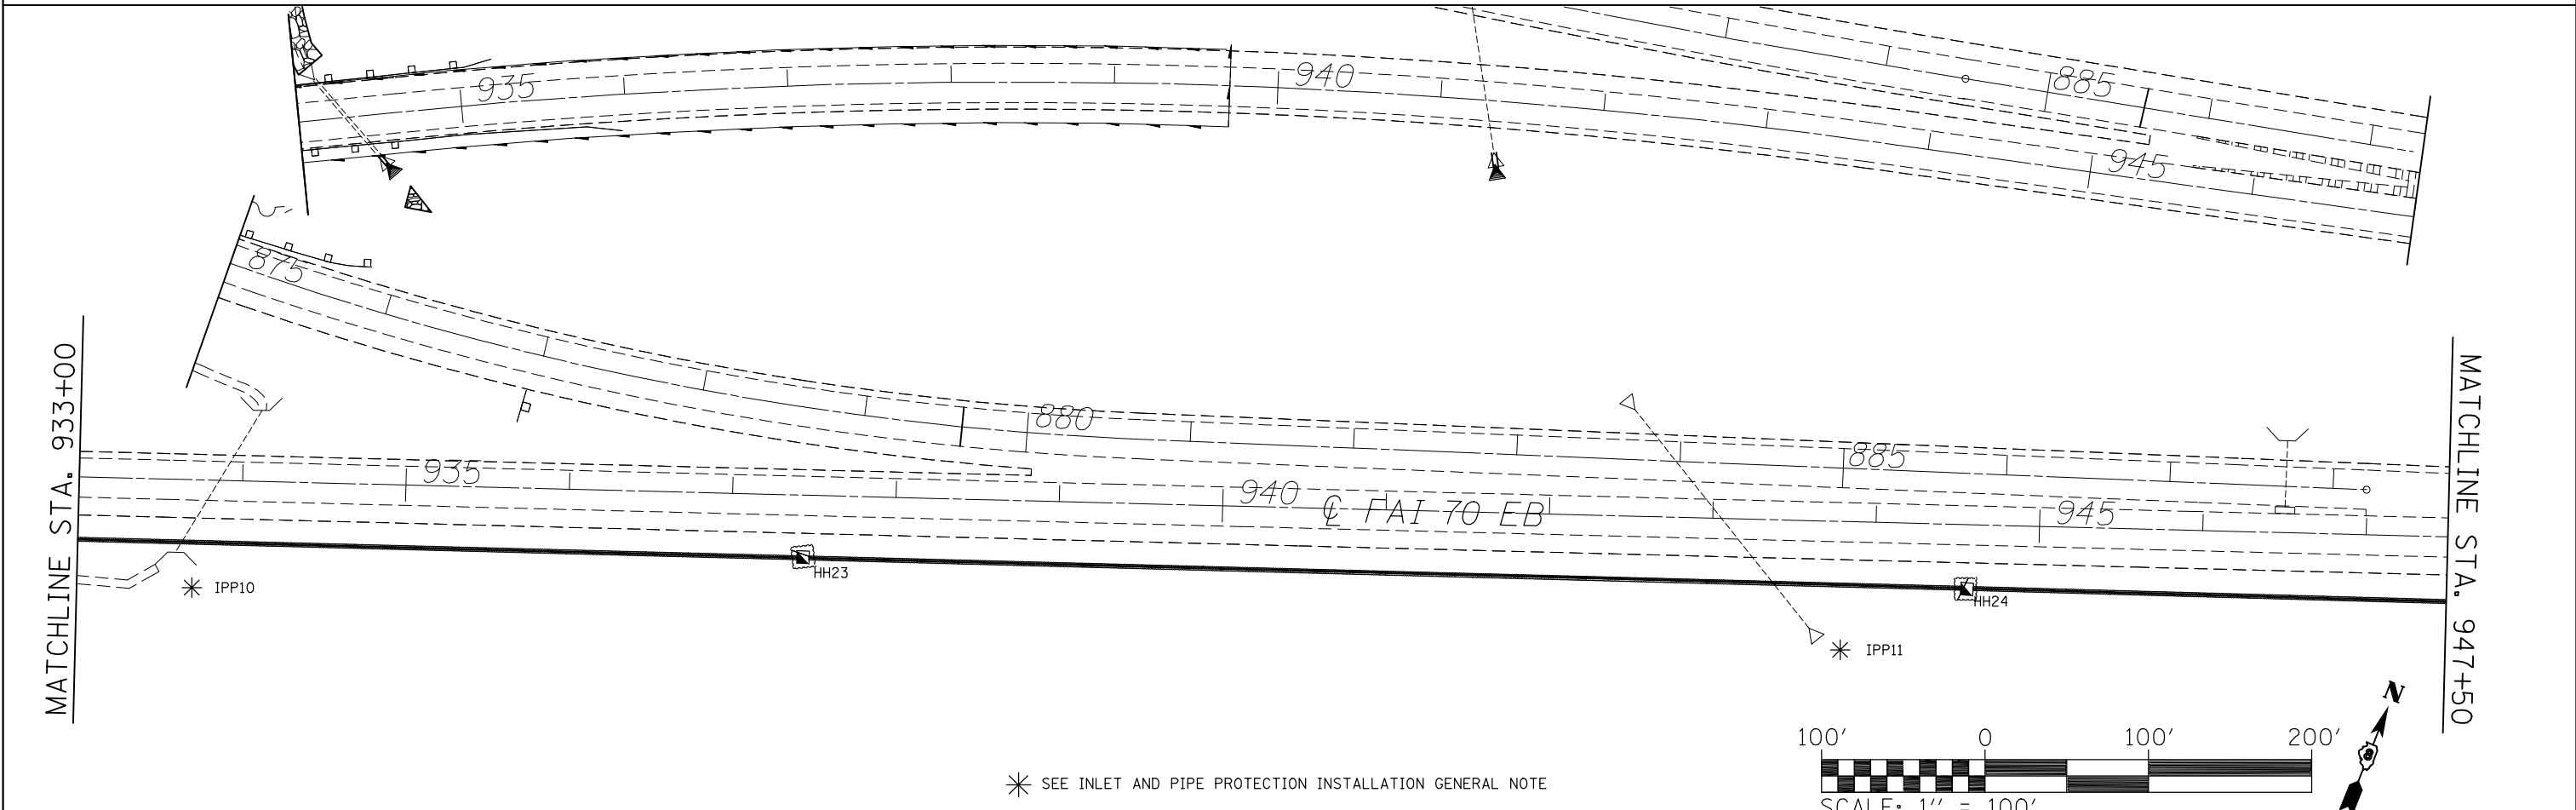 935
940
885
945
875
MATCHLINE STA. 933+00
880
935
885
940
℄ FAI 70 EB
945
MATCHLINE STA. 947+50
HH23
IPP10
HH24
IPP11
N
100' 0 100' 200'
SEE INLET AND PIPE PROTECTION INSTALLATION GENERAL NOTE
SCALE: 1" = 100'